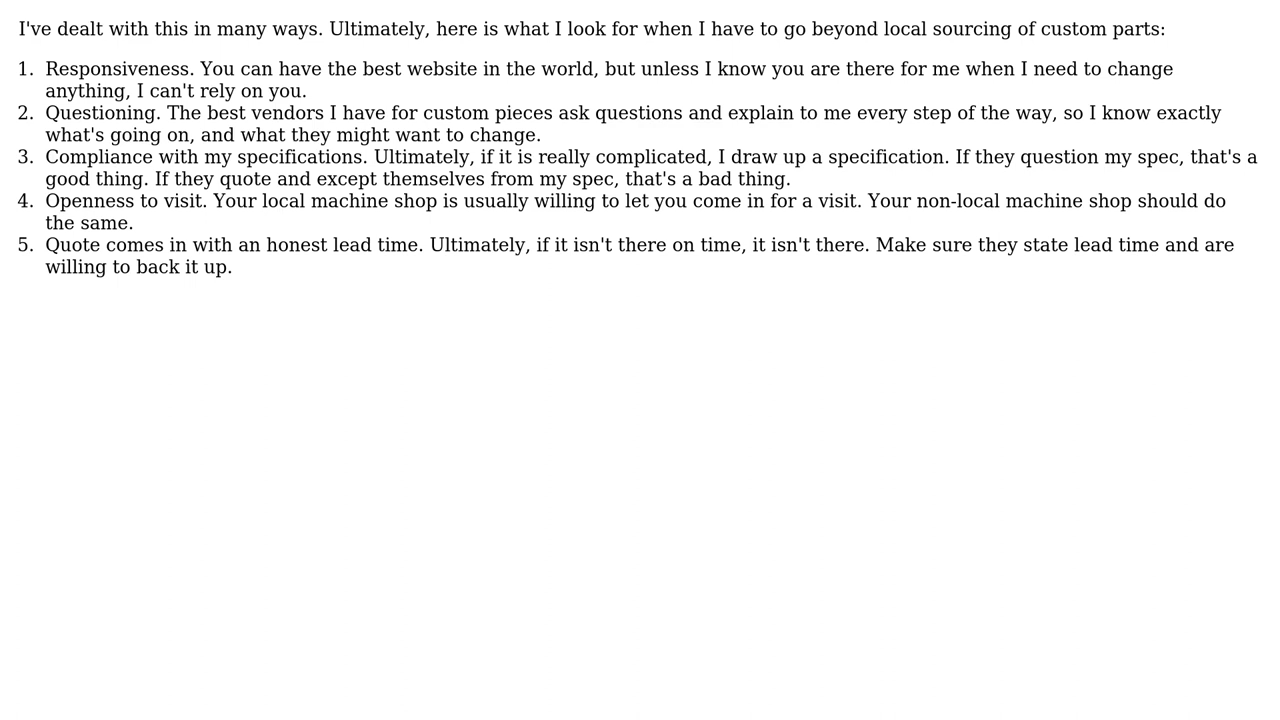 I've dealt with this in many ways. Ultimately, here is what I look for when I have to go beyond local sourcing of custom parts:
1. Responsiveness. You can have the best website in the world, but unless I know you are there for me when I need to change
anything, I can't rely on you.
2. Questioning. The best vendors I have for custom pieces ask questions and explain to me every step of the way, so I know exactly
what's going on, and what they might want to change.
3. Compliance with my specifications. Ultimately, if it is really complicated, I draw up a specification. If they question my spec, that's a
good thing. If they quote and except themselves from my spec, that's a bad thing.
4. Openness to visit. Your local machine shop is usually willing to let you come in for a visit. Your non-local machine shop should do
the same.
5. Quote comes in with an honest lead time. Ultimately, if it isn't there on time, it isn't there. Make sure they state lead time and are
willing to back it up.